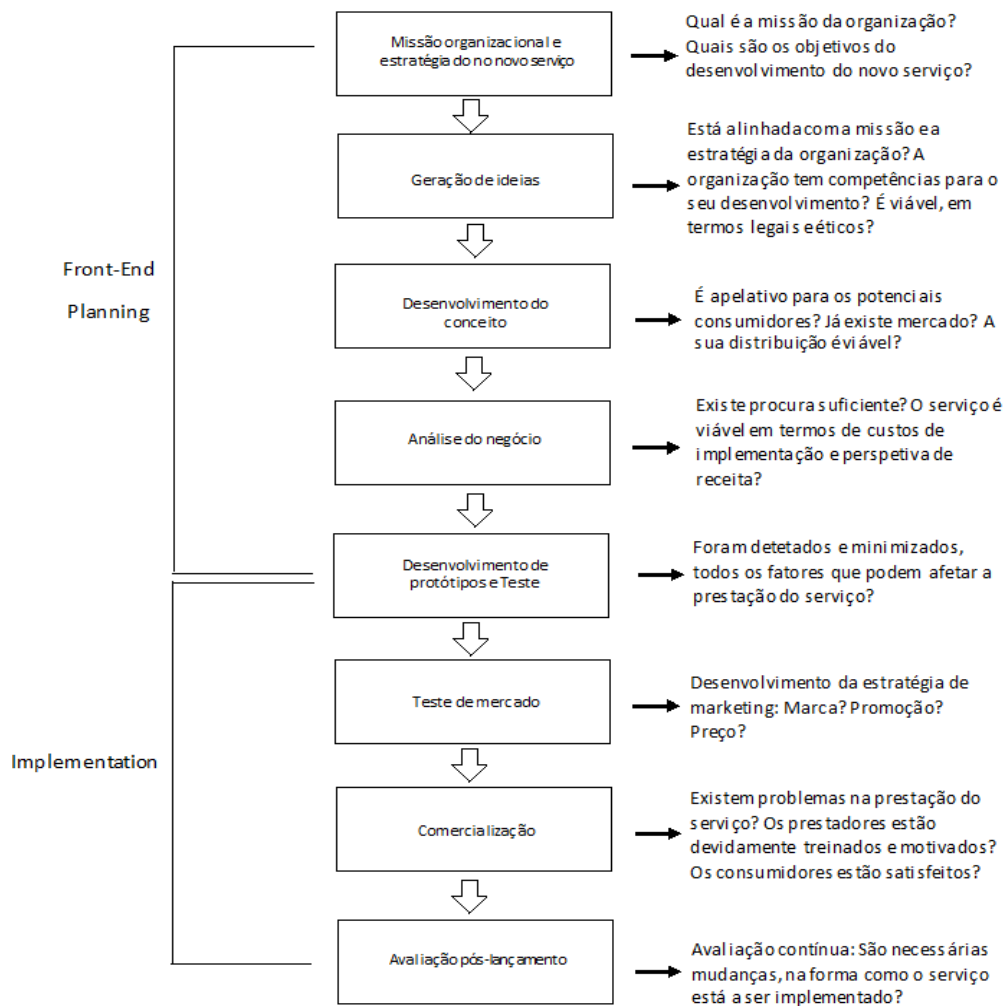 Missão organizacional e
estratégia do no novo serviço
Qual é a missão da organização?
Quais são os objetivos do
desenvolvimento do novo serviço?
Geração de ideias
Está alinhada com a missão e a
estratégia da organização? A
organização tem competências para o
seu desenvolvimento? É viável, em
termos legais e éticos?
Front-End
Planning
Desenvolvimento do
conceito
É apelativo para os potenciais
consumidores? Já existe mercado? A
sua distribuição é viável?
Análise do negócio
Existe procura suficiente? O serviço é
viável em termos de custos de
implementação e perspetiva de
receita?
Desenvolvimento de
protótipos e Teste
Foram detetados e minimizados,
todos os fatores que podem afetar a
prestação do serviço?
Teste de mercado
Desenvolvimento da estratégia de
marketing: Marca? Promoção?
Preço?
Implementation
Comercialização
Existem problemas na prestação do
serviço? Os prestadores estão
devidamente treinados e motivados?
Os consumidores estão satisfeitos?
Avaliação pós-lançamento
Avaliação contínua: São necessárias
mudanças, na forma como o serviço
está a ser implementado?